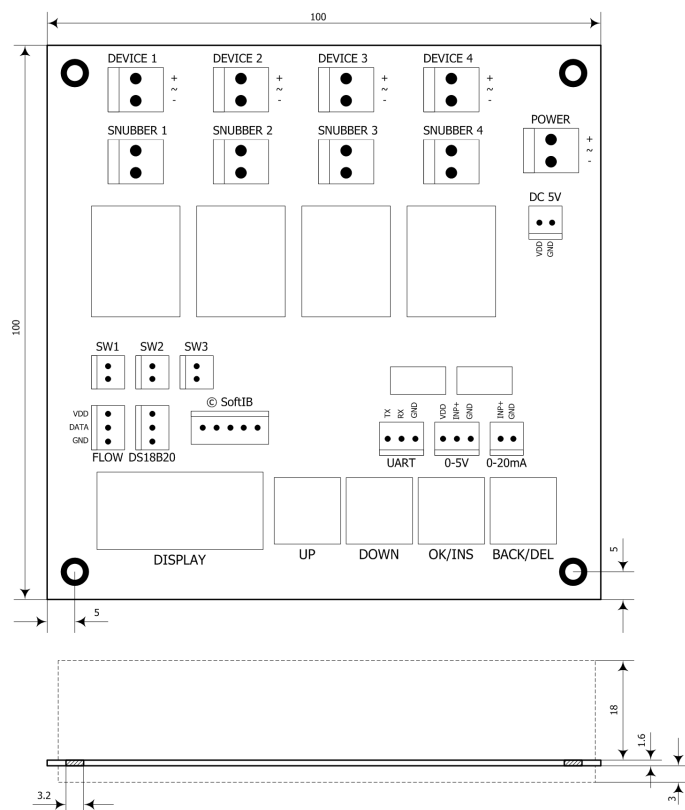 100
DEVICE 1 DEVICE 2 DEVICE 3 DEVICE 4
+ ~ - + ~ - + ~ - + ~ -
SNUBBER 1 SNUBBER 2 SNUBBER 3 SNUBBER 4
POWER
- ~ +
DC 5V
VDD GND
100
SW1 SW2 SW3
© SoftIB
VDD
DATA
GND
FLOW DS18B20
TX RX GND VDD INP+ GND INP+ GND
UART 0-5V 0-20mA
DISPLAY UP DOWN OK/INS BACK/DEL
5
5
18
1.6
3
3.2